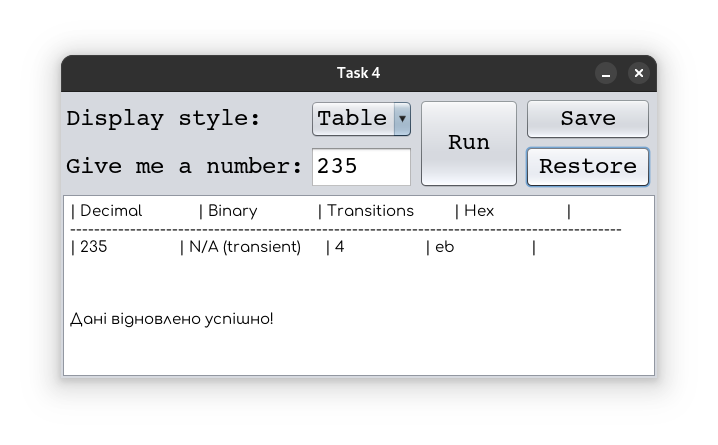 Task 4
Display style: Table Run Save
Give me a number: 235 Restore
| Decimal | Binary | Transitions | Hex |
------------------------------------------------------------------------------------------
| 235 | N/A (transient) | 4 | eb |
Дані відновлено успішно!